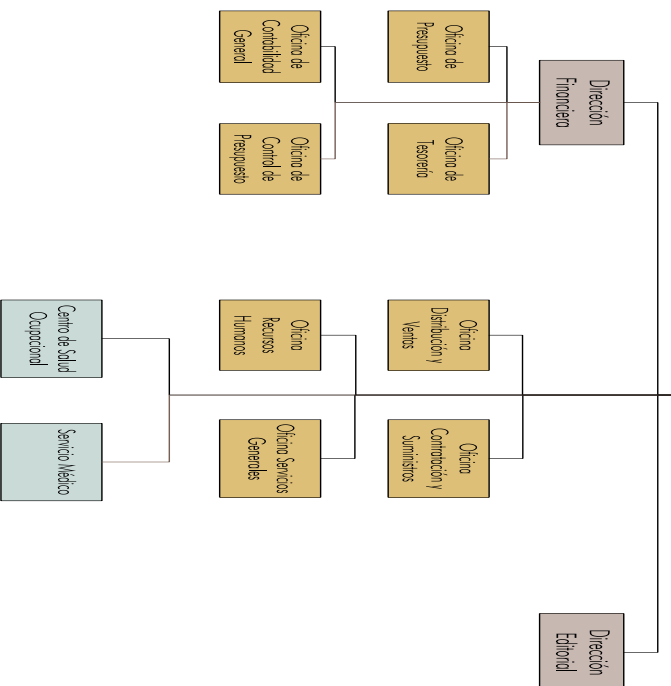 Dirección
Financiera
Dirección
Editorial
Oficina de
Presupuesto
Oficina de
Tesorería
Oficina
Distribución y
Ventas
Oficina
Contratación y
Suministros
Oficina de
Contabilidad
General
Oficina de
Control de
Presupuesto
Oficina
Recursos
Humanos
Oficina Servicios
Generales
Centro de Salud
Ocupacional
Servicio Médico